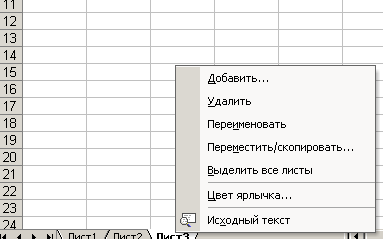 11
12
13
14
15
16
17
18
19
20
21
22
23
24
Добавить...
Удалить
Переименовать
Переместить/скопировать...
Выделить все листы
Цвет ярлычка...
Исходный текст
Лист1 Лист2 Лист3